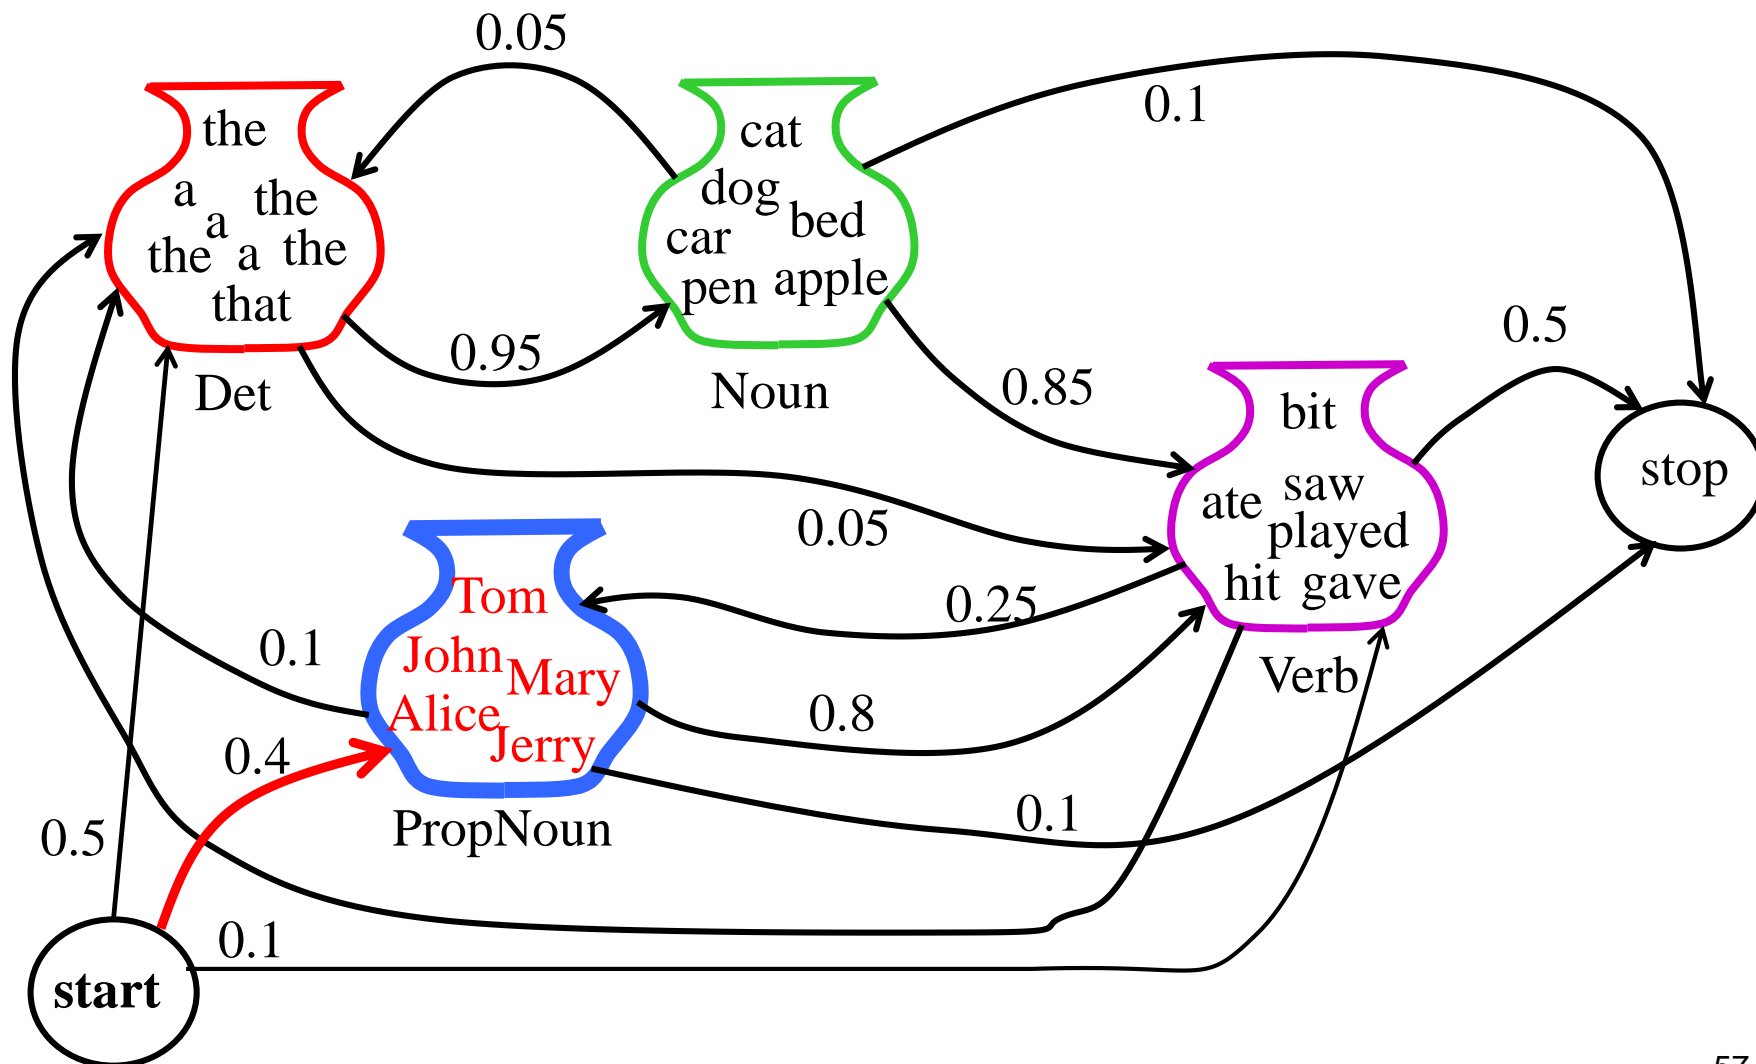 0.05
0.1
the
a
the
a
the
a
the
that
Det
0.95
cat
dog
bed
car
pen
apple
Noun
0.85
0.5
bit
saw
ate
played
hit
gave
Verb
stop
0.05
0.25
0.1
Tom
John
Mary
Alice
Jerry
PropNoun
0.8
0.4
0.1
0.5
0.1
start
57